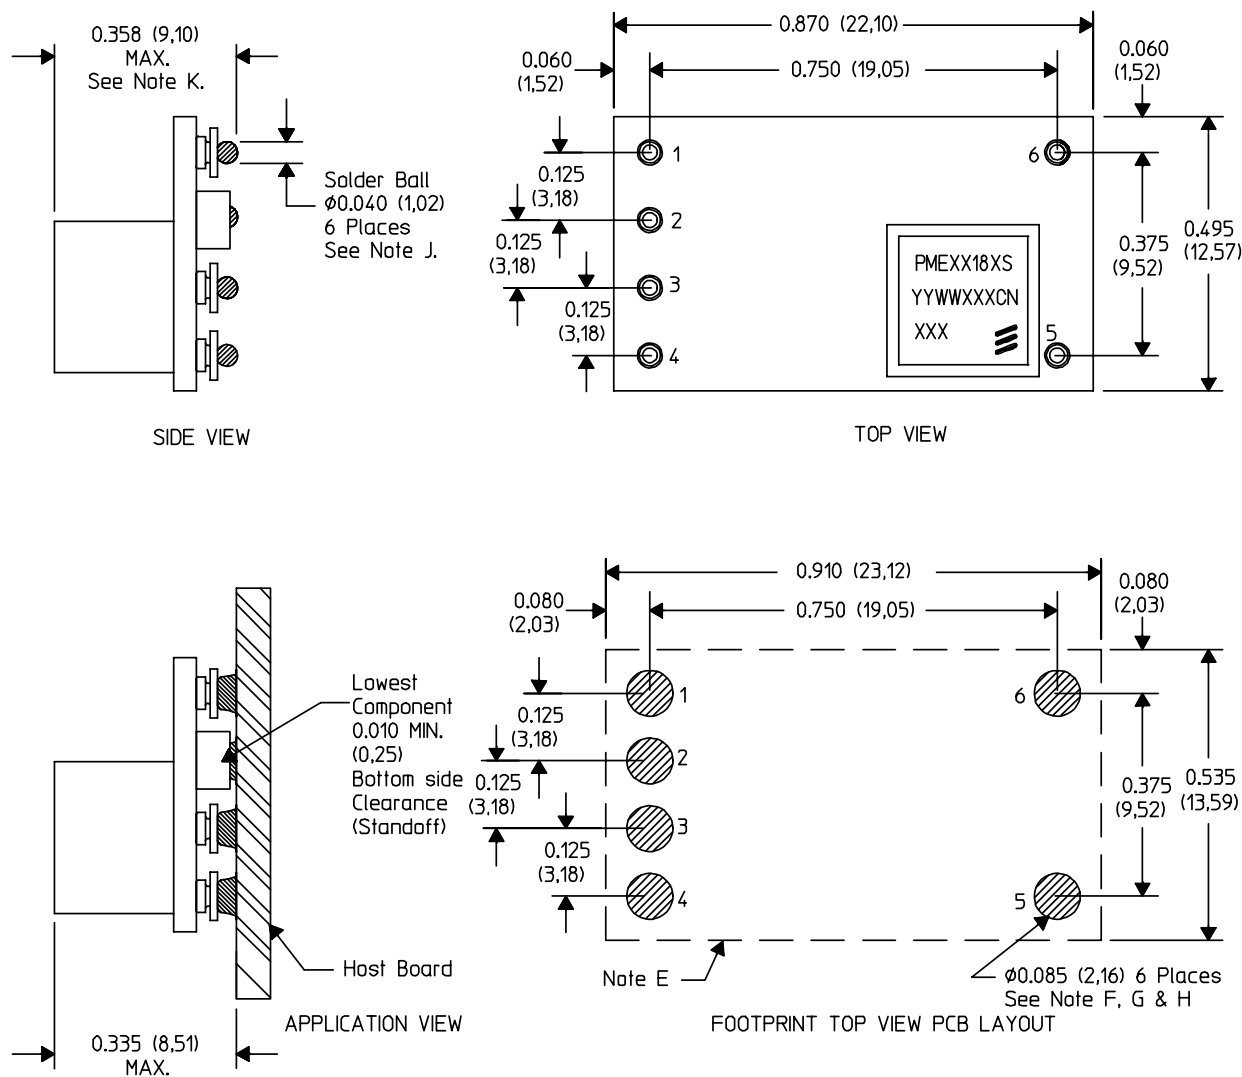 0.358 (9,10)
MAX.
See Note K.
Solder Ball
Ø0.040 (1,02)
6 Places
See Note J.
SIDE VIEW
0.870 (22,10)
0.060
(1,52)
0.750 (19,05)
0.060
(1,52)
1
6
0.125
(3,18)
2
0.125
(3,18)
3
0.125
(3,18)
4
5
PMEXX18XS
YYWWXXXCN
XXX
0.375
(9,52)
0.495
(12,57)
TOP VIEW
Lowest
Component
0.010 MIN.
(0,25)
Bottom side
Clearance
(Standoff)
Host Board
APPLICATION VIEW
0.335 (8,51)
MAX.
0.910 (23,12)
0.080
(2,03)
0.750 (19,05)
0.080
(2,03)
1
6
0.125
(3,18)
2
0.125
(3,18)
3
0.125
(3,18)
4
5
0.375
(9,52)
0.535
(13,59)
Note E
Ø0.085 (2,16) 6 Places
See Note F, G & H
FOOTPRINT TOP VIEW PCB LAYOUT